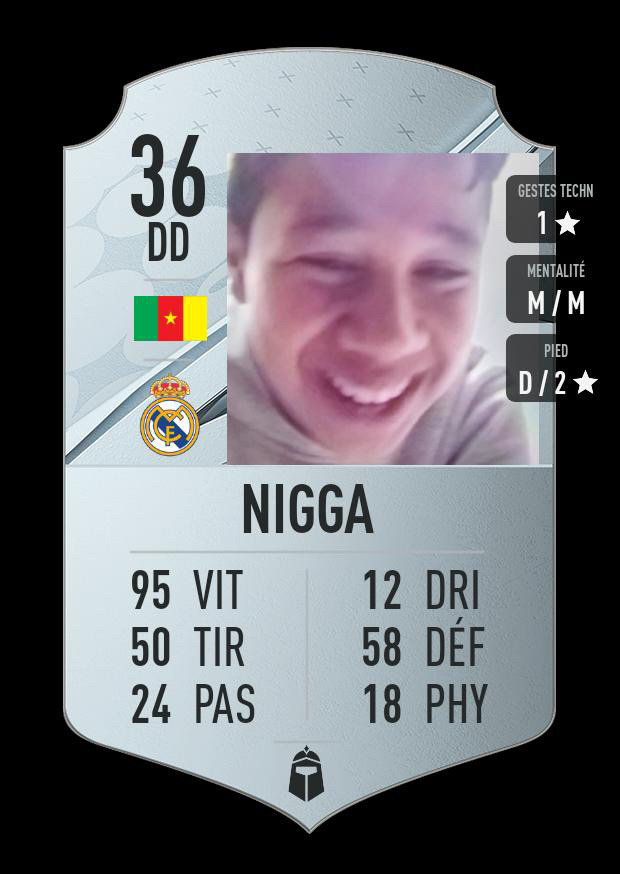 36
DD
GESTES TECHN
1 ★
MENTALITÉ
M / M
PIED
D / 2 ★
NIGGA
95 VIT
12 DRI
50 TIR
58 DÉF
24 PAS
18 PHY